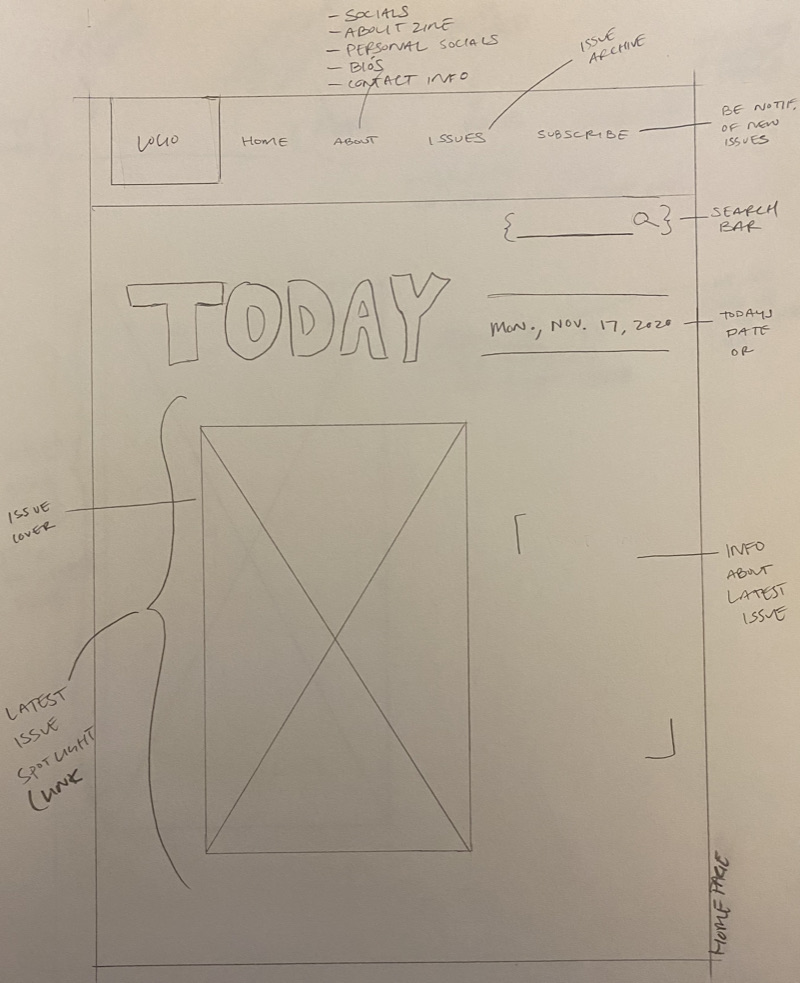 - SOCIALS
- ABOUT ZINE
- PERSONAL SOCIALS
- BIOS
- CONTACT INFO
ISSUE
ARCHIVE
LOGO
HOME
ABOUT
ISSUES
SUBSCRIBE
BE NOTIF.
OF NEW
ISSUES
SEARCH
BAR
TODAY
MON., NOV. 17, 2020
TODAYS
DATE
OR
ISSUE
COVER
INFO
ABOUT
LATEST
ISSUE
LATEST
ISSUE
SPOTLIGHT
LINK
HOME PAGE